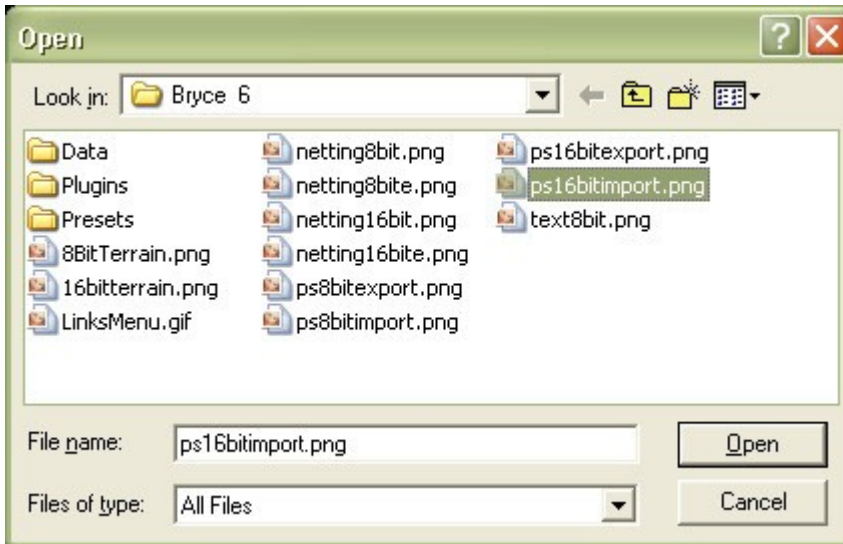 Open
Look in: Bryce 6
Data
Plugins
Presets
8BitTerrain.png
16bitterrain.png
LinksMenu.gif
netting8bit.png
netting8bite.png
netting16bit.png
netting16bite.png
ps8bitexport.png
ps8bitimport.png
ps16bitexport.png
ps16bitimport.png
text8bit.png
File name: ps16bitimport.png Open
Files of type: All Files Cancel